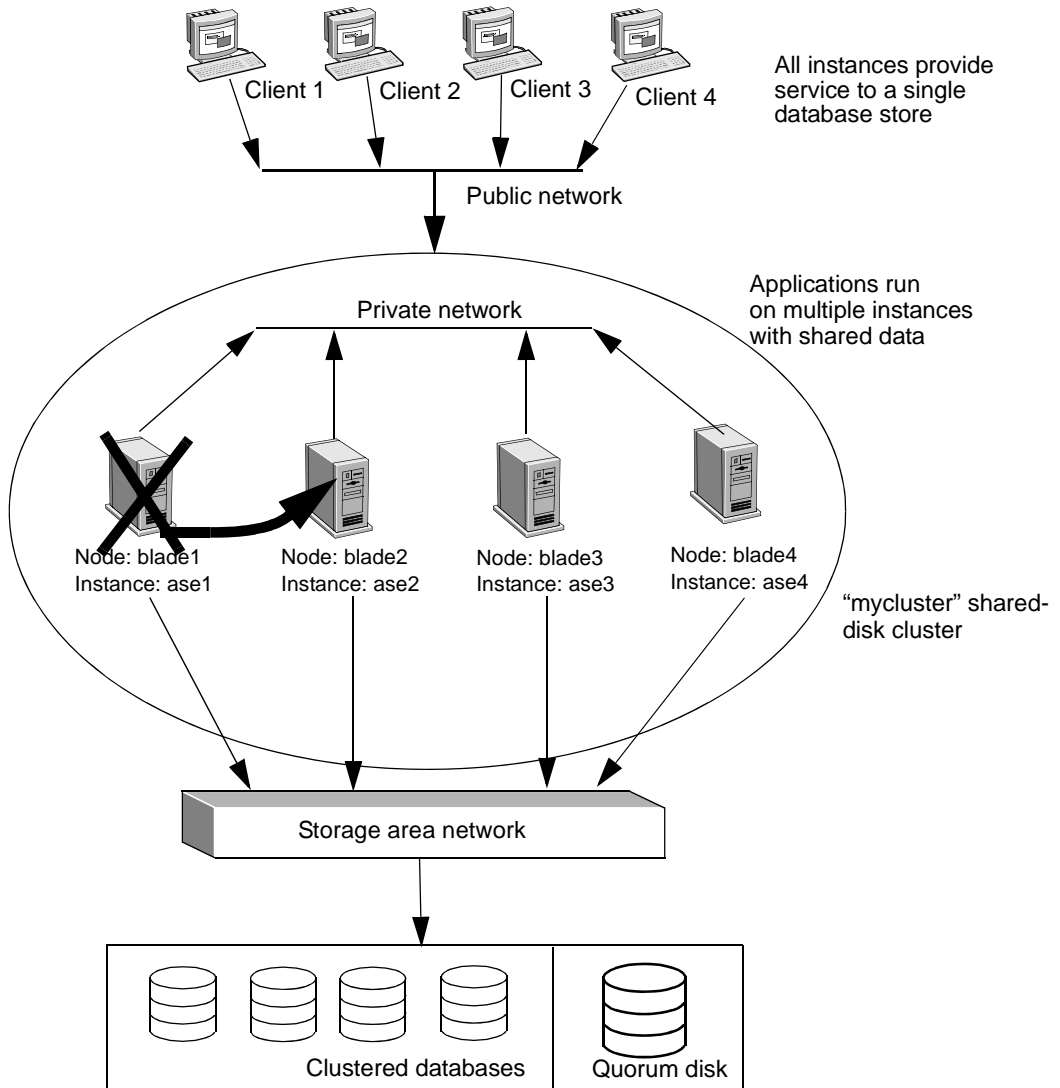 Client 1
Client 2
Client 3
Client 4
All instances provide
service to a single
database store
Public network
Applications run
on multiple instances
with shared data
Private network
Node: blade1
Instance: ase1
Node: blade2
Instance: ase2
Node: blade3
Instance: ase3
Node: blade4
Instance: ase4
“mycluster” shared-
disk cluster
Storage area network
Clustered databases
Quorum disk